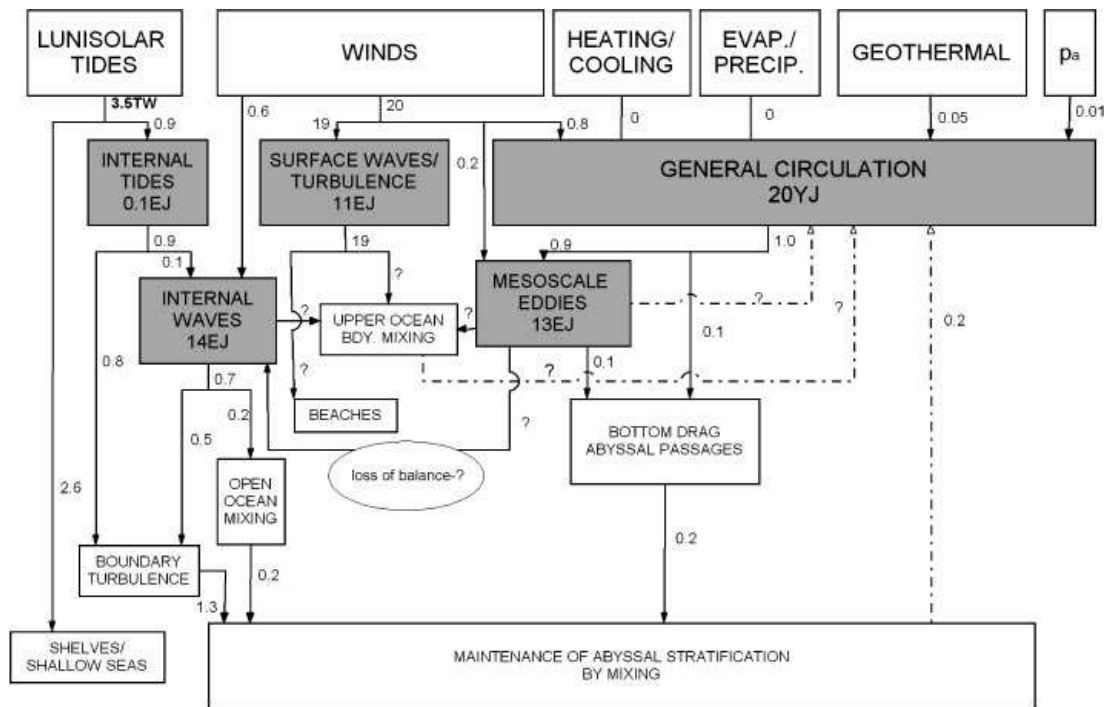 LUNISOLAR
TIDES
WINDS
HEATING/
COOLING
EVAP./
PRECIP.
GEOTHERMAL
pa
3.5TW
0.9
0.6
20
19
0.2
0.8
0
0
0.05
0.01
INTERNAL
TIDES
0.1EJ
SURFACE WAVES/
TURBULENCE
11EJ
GENERAL CIRCULATION
20YJ
0.9
0.1
19
?
0.9
1.0
INTERNAL
WAVES
14EJ
UPPER OCEAN
BDY. MIXING
?
MESOSCALE
EDDIES
13EJ
?
?
0.2
0.8
0.7
0.2
0.5
?
?
0.1
0.1
?
BEACHES
BOTTOM DRAG
ABYSSAL PASSAGES
loss of balance-?
2.6
OPEN
OCEAN
MIXING
BOUNDARY
TURBULENCE
0.2
0.2
1.3
SHELVES/
SHALLOW SEAS
MAINTENANCE OF ABYSSAL STRATIFICATION
BY MIXING